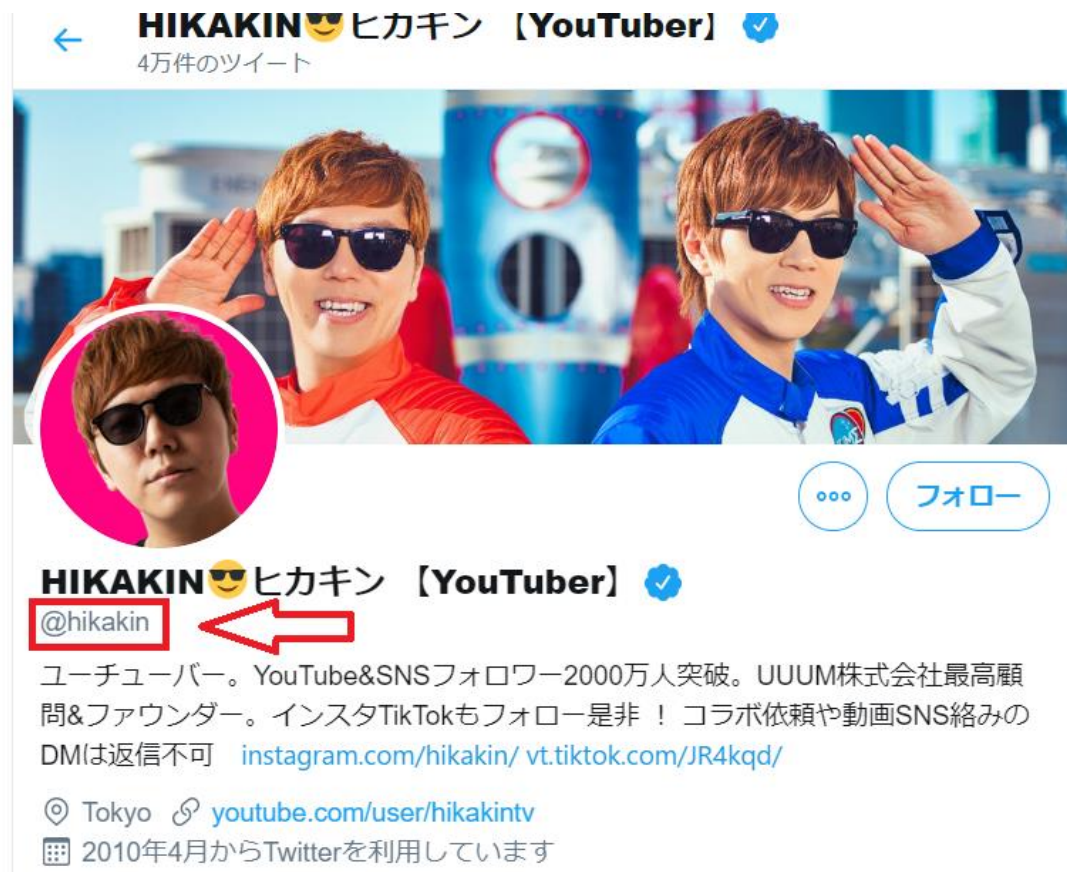 HIKAKIN😎ヒカキン 【YouTuber】
4万件のツイート
フォロー
HIKAKIN😎ヒカキン 【YouTuber】
@hikakin
ユーチューバー。YouTube&SNSフォロワー2000万人突破。UUUM株式会社最高顧
問&ファウンダー。インスタTikTokもフォロー是非 ! コラボ依頼や動画SNS絡みの
DMは返信不可 instagram.com/hikakin/ vt.tiktok.com/JR4kqd/
Tokyo youtube.com/user/hikakintv
2010年4月からTwitterを利用しています